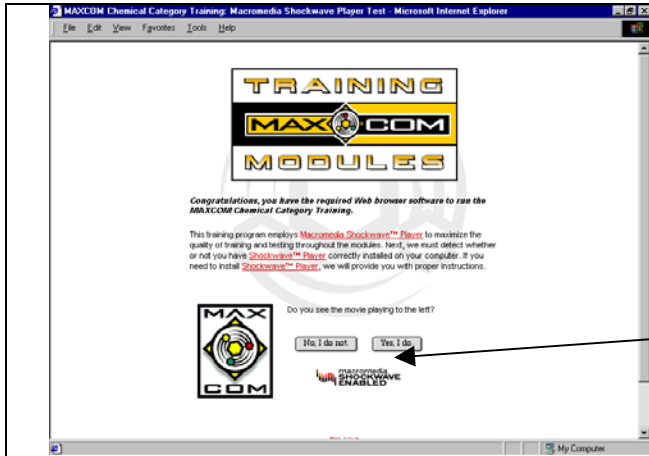 MAXCOM Chemical Category Training: Macromedia Shockwave Player Test - Microsoft Internet Explorer
File Edit View Favorites Tools Help
TRAINING
MAX COM
MODULES
Congratulations, you have the required Web browser software to run the
MAXCOM Chemical Category Training.
This training program employs Macromedia Shockwave™ Player to maximize the
quality of training and testing throughout the modules. Next, we must detect whether
or not you have Shockwave™ Player correctly installed on your computer. If you
need to install Shockwave™ Player, we will provide you with proper instructions.
MAX
COM
Do you see the movie playing to the left?
No, I do not. Yes, I do.
macromedia
SHOCKWAVE
ENABLED
My Computer